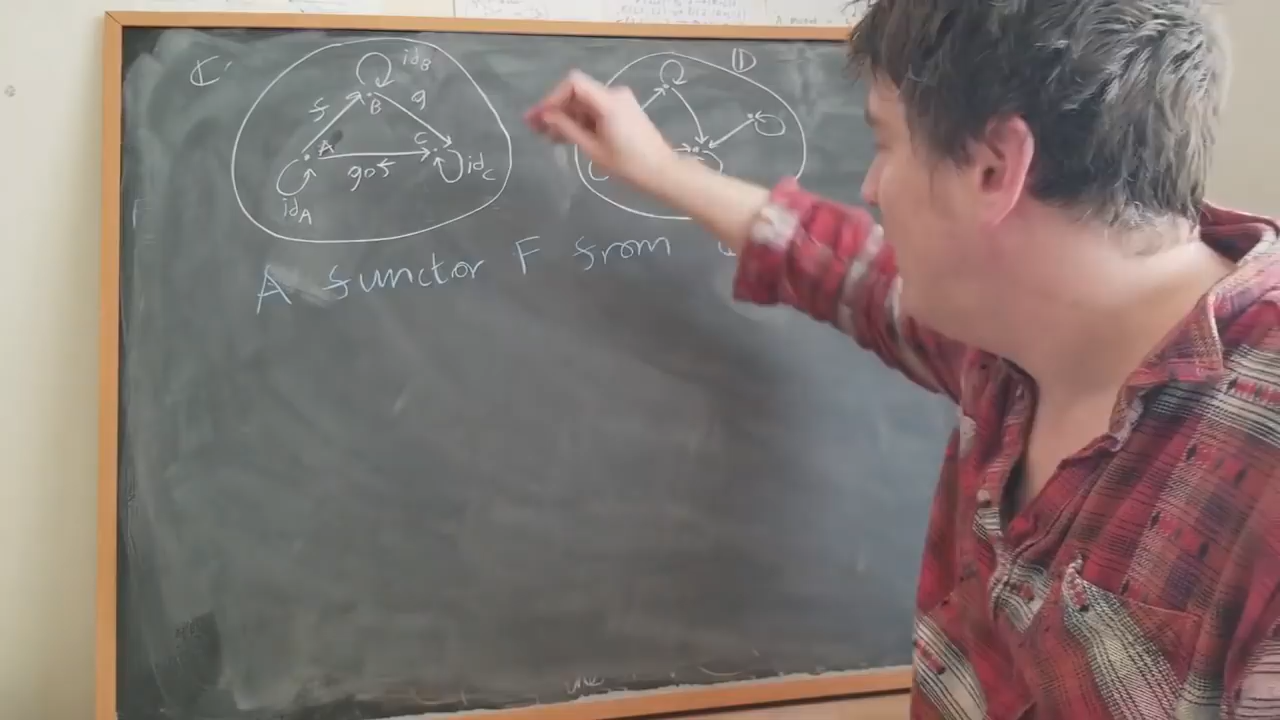 ℂ
id_B
𝔻
f
B
g
A
C
g∘f
id_C
id_A
A functor F from